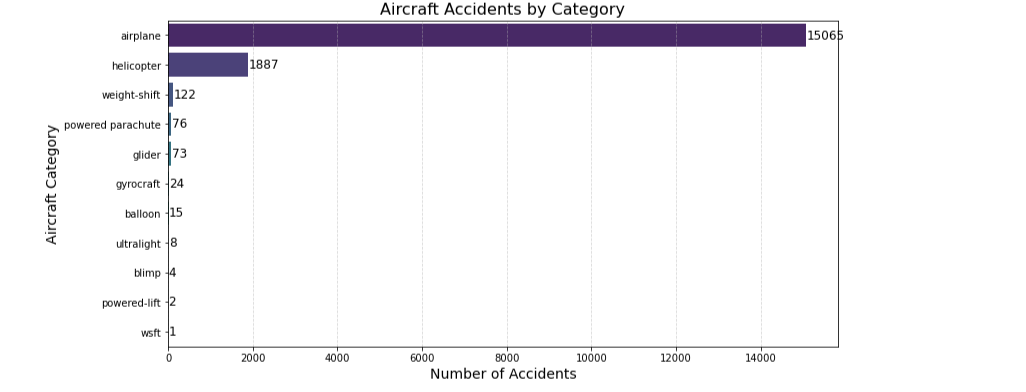 Aircraft Accidents by Category
Aircraft Category
airplane 15065
helicopter 1887
weight-shift 122
powered parachute 76
glider 73
gyrocraft 24
balloon 15
ultralight 8
blimp 4
powered-lift 2
wsft 1
0 2000 4000 6000 8000 10000 12000 14000
Number of Accidents